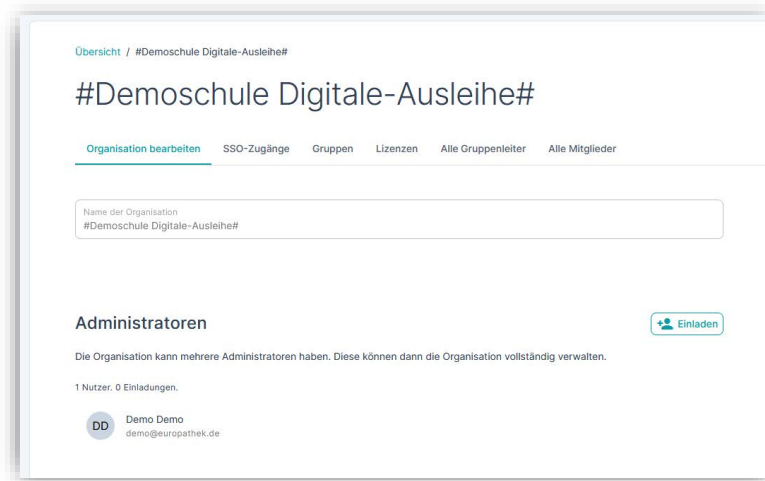 Übersicht / #Demoschule Digitale-Ausleihe#
#Demoschule Digitale-Ausleihe#
Organisation bearbeiten SSO-Zugänge Gruppen Lizenzen Alle Gruppenleiter Alle Mitglieder
Name der Organisation
#Demoschule Digitale-Ausleihe#
Administratoren
Einladen
Die Organisation kann mehrere Administratoren haben. Diese können dann die Organisation vollständig verwalten.
1 Nutzer. 0 Einladungen.
DD
Demo Demo
demo@europathek.de